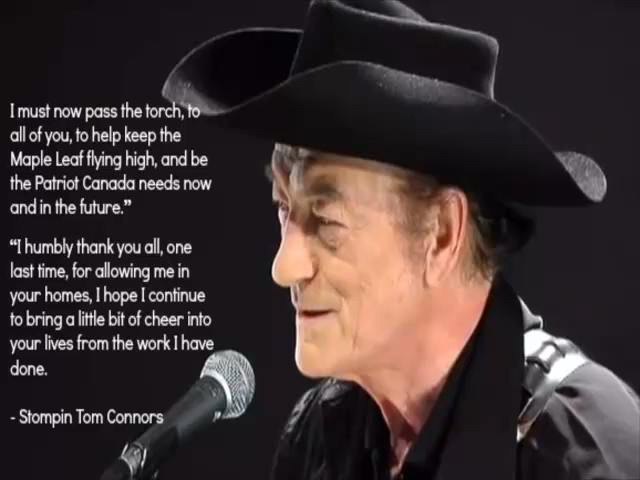 I must now pass the torch, to
all of you, to help keep the
Maple Leaf flying high, and be
the Patriot Canada needs now
and in the future.”
“I humbly thank you all, one
last time, for allowing me in
your homes, I hope I continue
to bring a little bit of cheer into
your lives from the work I have
done.
- Stompin Tom Connors